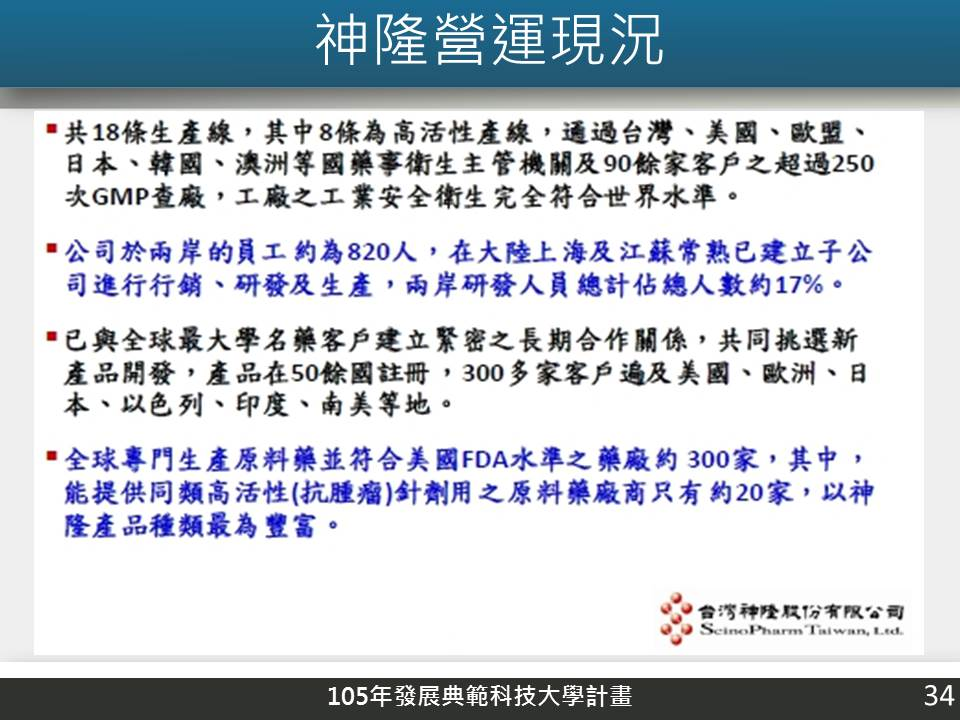 神隆營運現況
▪共18條生產線，其中8條為高活性產線，通過台灣、美國、歐盟、
日本、韓國、澳洲等國藥事衛生主管機關及90餘家客戶之超過250
次GMP查廠，工廠之工業安全衛生完全符合世界水準。
▪公司於兩岸的員工約為820人，在大陸上海及江蘇常熟已建立子公
司進行行銷、研發及生產，兩岸研發人員總計佔總人數約17%。
▪已與全球最大學名藥客戶建立緊密之長期合作關係，共同挑選新
產品開發，產品在50餘國註冊，300多家客戶遍及美國、歐洲、日
本、以色列、印度、南美等地。
▪全球專門生產原料藥並符合美國FDA水準之藥廠約 300家，其中，
能提供同類高活性(抗腫瘤)針劑用之原料藥廠商只有約20家，以神
隆產品種類最為豐富。
台灣神隆股份有限公司
ScinoPharm Taiwan, Ltd.
105年發展典範科技大學計畫
34